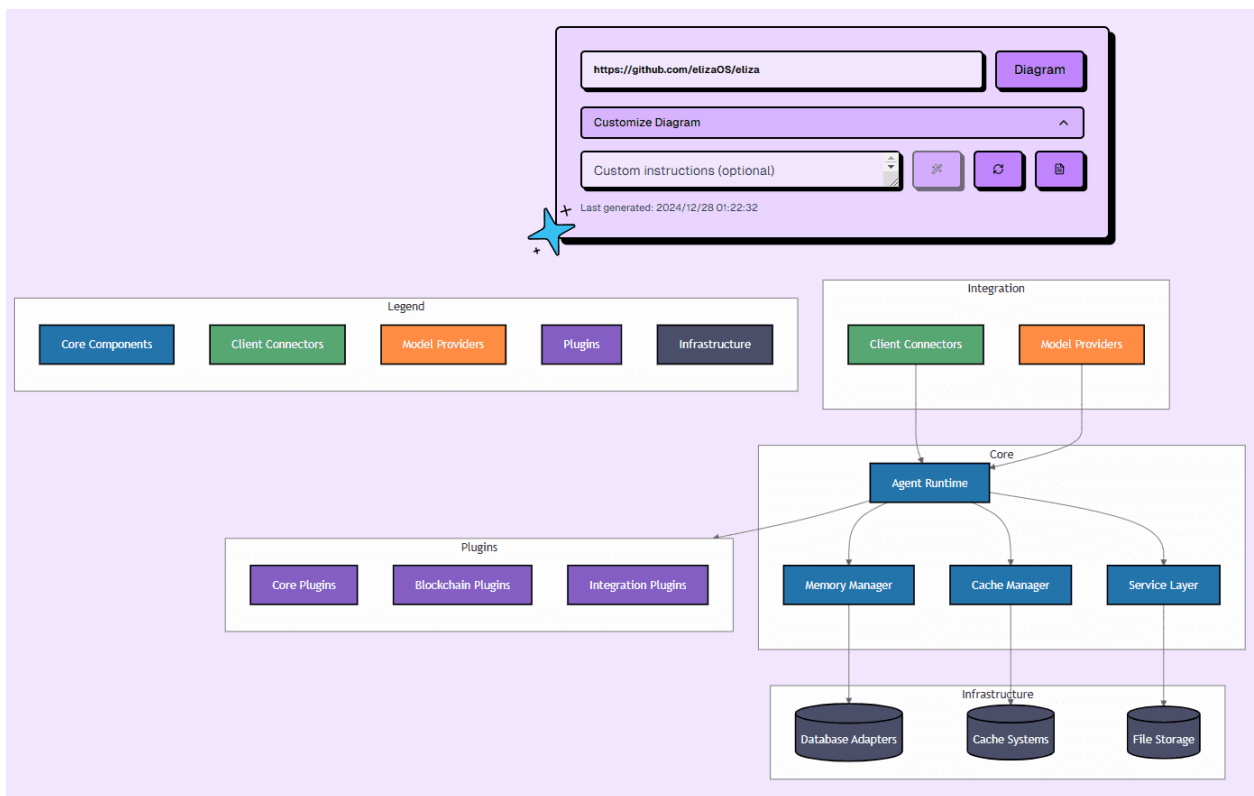 https://github.com/elizaOS/eliza
Diagram
Customize Diagram
Custom instructions (optional)
Last generated: 2024/12/28 01:22:32
Legend
Core Components
Client Connectors
Model Providers
Plugins
Infrastructure
Integration
Client Connectors
Model Providers
Core
Agent Runtime
Plugins
Core Plugins
Blockchain Plugins
Integration Plugins
Memory Manager
Cache Manager
Service Layer
Infrastructure
Database Adapters
Cache Systems
File Storage